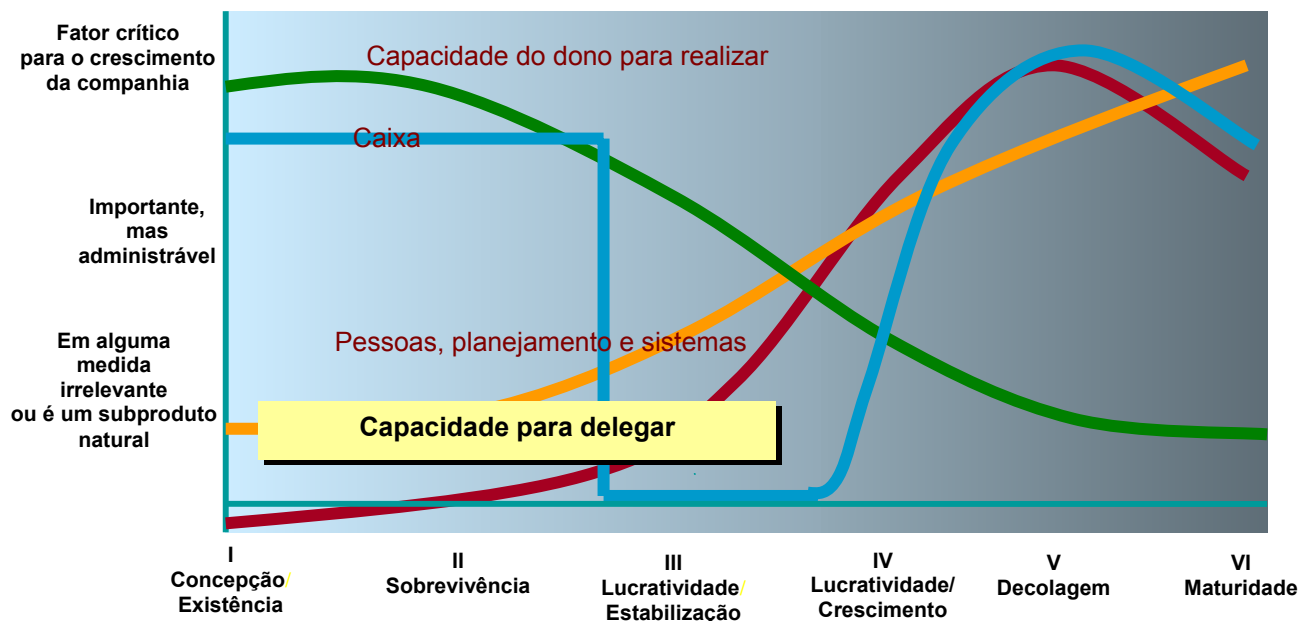 Fator crítico
para o crescimento
da companhia
Capacidade do dono para realizar
Caixa
Importante,
mas
administrável
Pessoas, planejamento e sistemas
Em alguma
medida
irrelevante
ou é um subproduto
natural
Capacidade para delegar
I
Concepção/
Existência
II
Sobrevivência
III
Lucratividade/
Estabilização
IV
Lucratividade/
Crescimento
V
Decolagem
VI
Maturidade